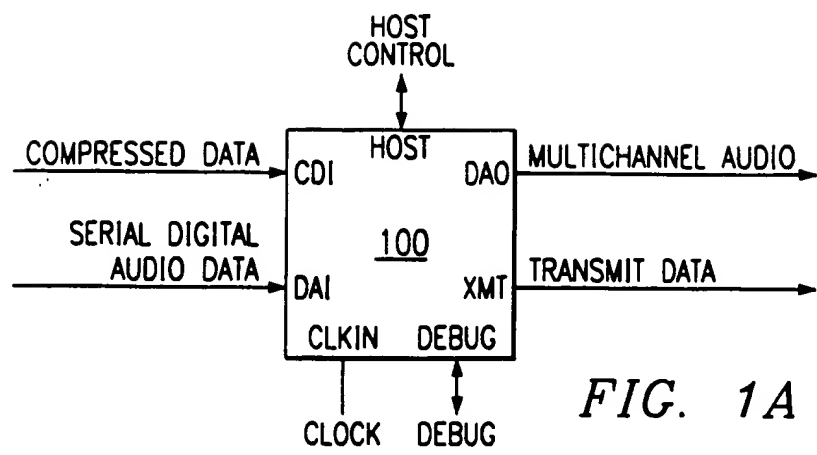 HOST
CONTROL
COMPRESSED DATA
HOST
CDI
DAO
MULTICHANNEL AUDIO
SERIAL DIGITAL
AUDIO DATA
100
TRANSMIT DATA
DAI
XMT
CLKIN
DEBUG
CLOCK
DEBUG
FIG. 1A